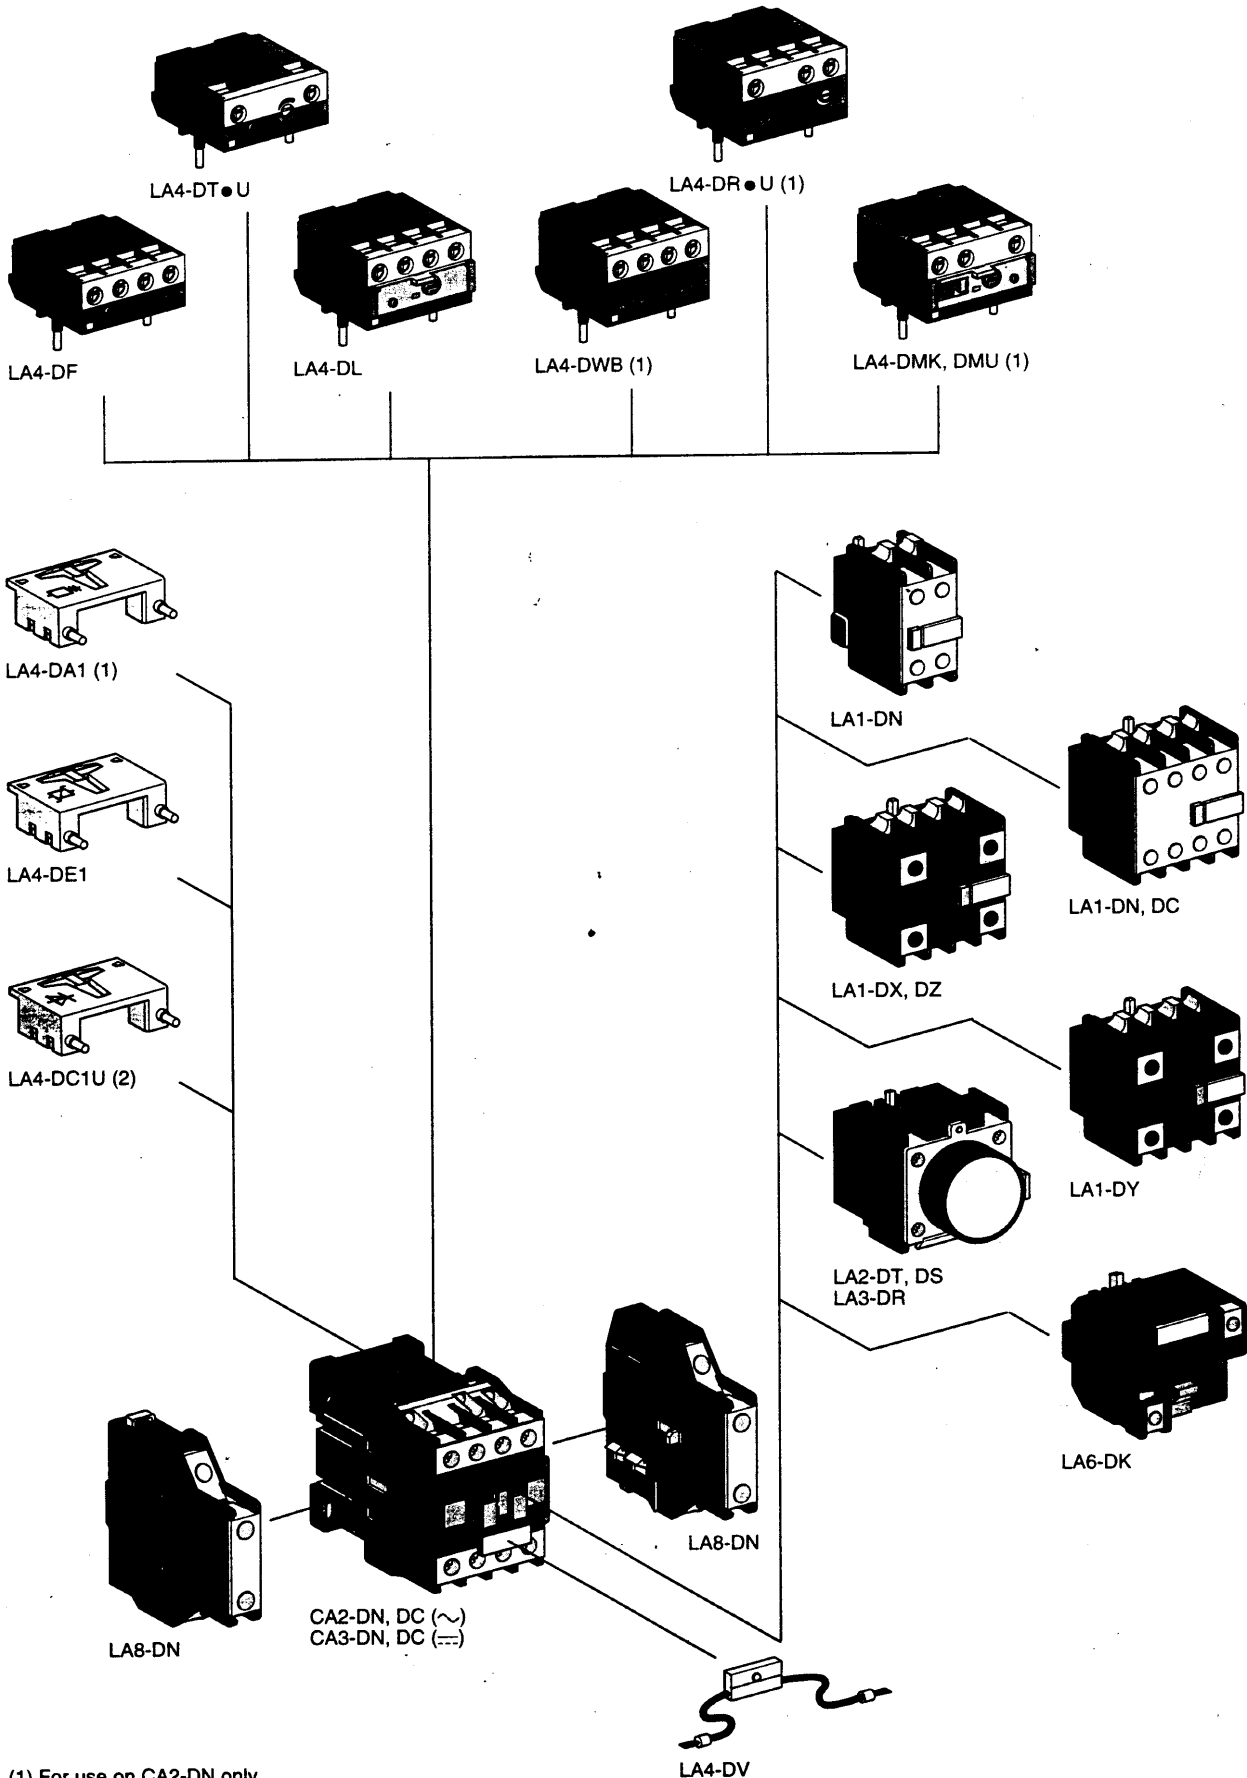 LA4-DT●U
LA4-DR●U (1)
LA4-DF
LA4-DL
LA4-DWB (1)
LA4-DMK, DMU (1)
LA4-DA1 (1)
LA1-DN
LA4-DE1
LA1-DN, DC
LA1-DX, DZ
LA4-DC1U (2)
LA1-DY
LA2-DT, DS
LA3-DR
LA6-DK
LA8-DN
CA2-DN, DC (~)
CA3-DN, DC (⎓)
LA8-DN
LA4-DV
(1) For use on CA2-DN only